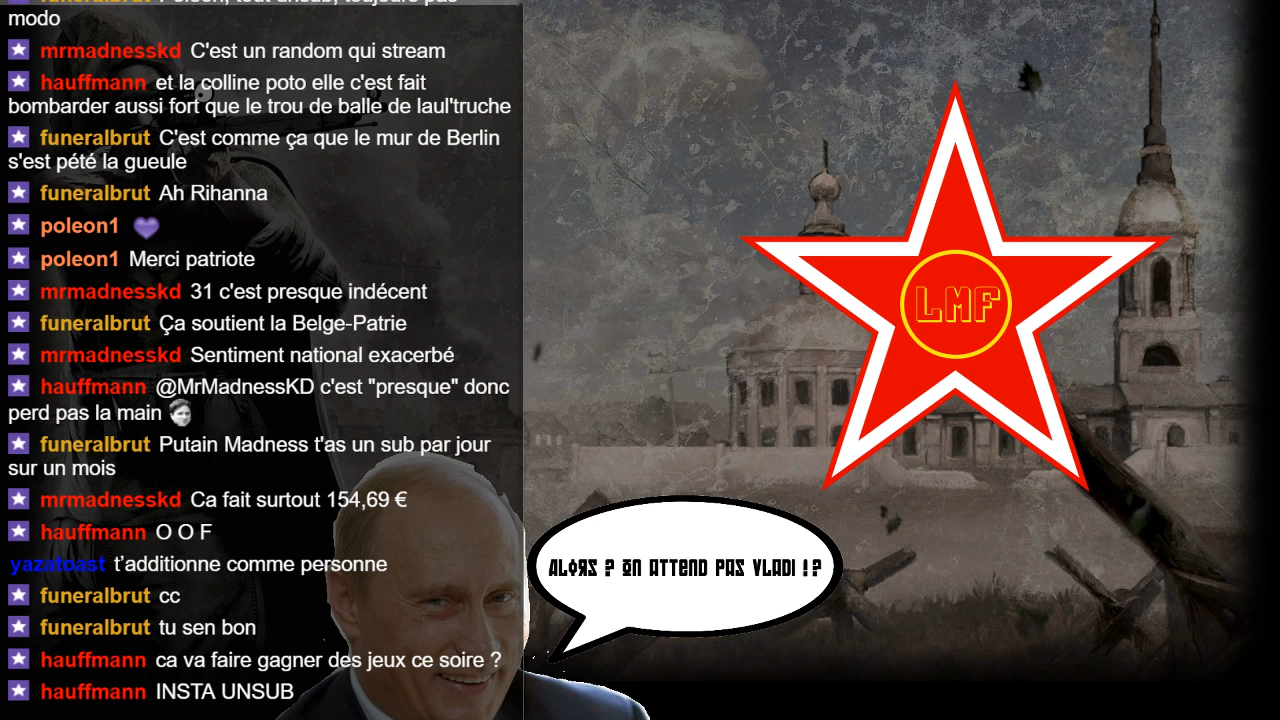 funeralbrut Poleon, tout unsub, toujours pas
modo
mrmadnesskd C'est un random qui stream
hauffmann et la colline poto elle c'est fait
bombarder aussi fort que le trou de balle de laul'truche
funeralbrut C'est comme ça que le mur de Berlin
s'est pété la gueule
funeralbrut Ah Rihanna
poleon1
poleon1 Merci patriote
mrmadnesskd 31 c'est presque indécent
funeralbrut Ça soutient la Belge-Patrie
mrmadnesskd Sentiment national exacerbé
hauffmann @MrMadnessKD c'est "presque" donc
perd pas la main
funeralbrut Putain Madness t'as un sub par jour
sur un mois
mrmadnesskd Ca fait surtout 154,69 €
hauffmann O O F
yazatoast t'additionne comme personne
funeralbrut cc
funeralbrut tu sen bon
hauffmann ca va faire gagner des jeux ce soire ?
hauffmann INSTA UNSUB
LMF
ALORS ? ON ATTEND PAS VLADI !?